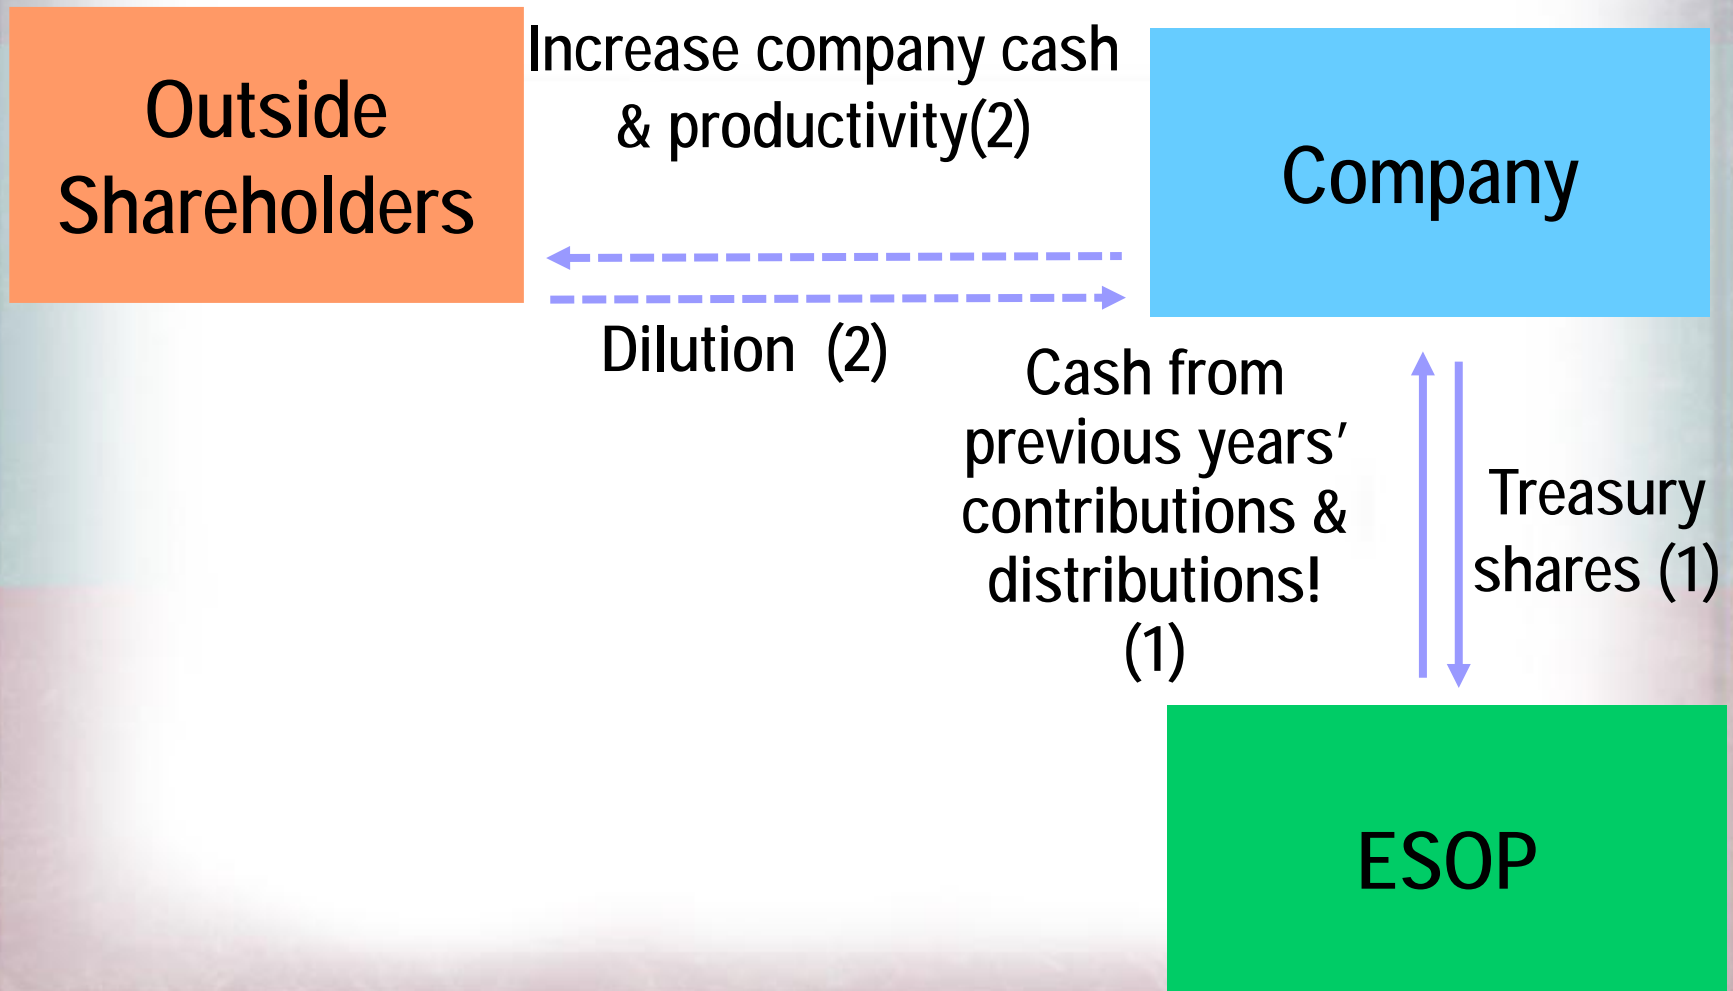 Outside
Shareholders
Increase company cash
& productivity(2)
Company
Dilution (2)
Cash from
previous years’
contributions &
distributions!
(1)
Treasury
shares (1)
ESOP